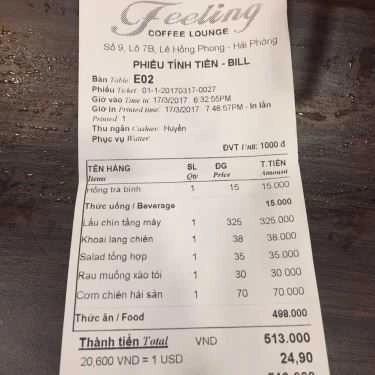 Feeling
COFFEE LOUNGE
Số 9, Lô 7B, Lê Hồng Phong - Hải Phòng
PHIẾU TÍNH TIỀN - BILL
Bàn Table: E02
Phiếu Ticket: 01-1-20170317-0027
Giờ vào Time in: 17/3/2017 6:32:55PM
Giờ in Printed time: 17/3/2017 7:48:57PM - In lần
Printed 1
Thu ngân Cashier: Huyền
Phục vụ Waiter:
ĐVT Unit: 1000 đ
TÊN HÀNG SL ĐG T.TIỀN
Items Qty Price Amount
Hồng trà bình 1 15 15.000
Thức uống / Beverage 15.000
Lẩu chín tầng mây 1 325 325.000
Khoai lang chiên 1 38 38.000
Salad tổng hợp 1 35 35.000
Rau muống xào tỏi 1 30 30.000
Cơm chiên hải sản 1 70 70.000
Thức ăn / Food 498.000
Thành tiền Total VND 513.000
20,600 VND = 1 USD 24,90